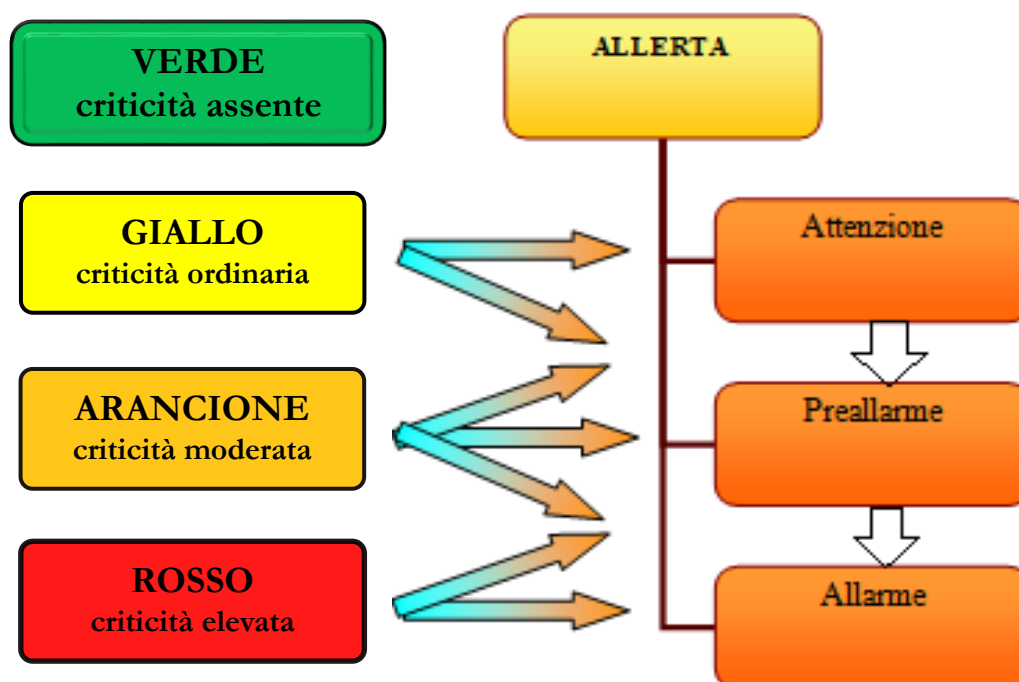 VERDE
criticità assente
ALLERTA
GIALLO
criticità ordinaria
Attenzione
ARANCIONE
criticità moderata
Preallarme
ROSSO
criticità elevata
Allarme